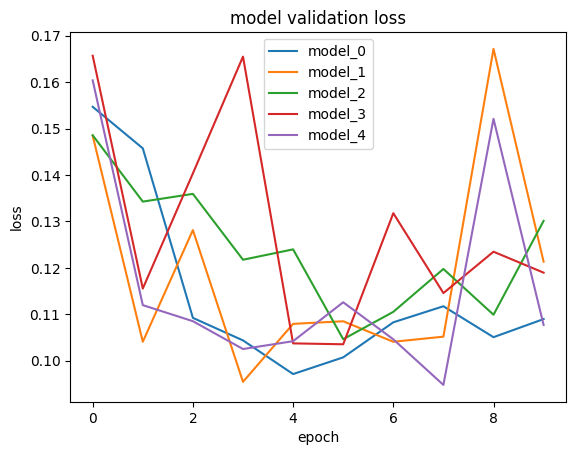 model validation loss
0.17
0.16
0.15
0.14
0.13
0.12
0.11
0.10
loss
model_0
model_1
model_2
model_3
model_4
0
2
4
6
8
epoch